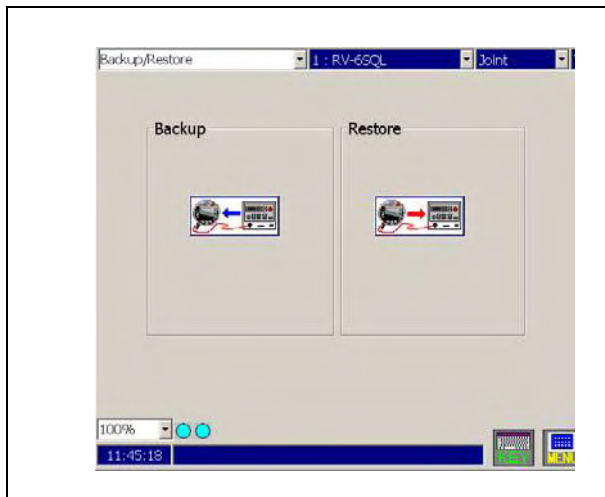 Backup/Restore 1 : RV-6SQL Joint
Backup Restore
100%
11:45:18 KEY MENU